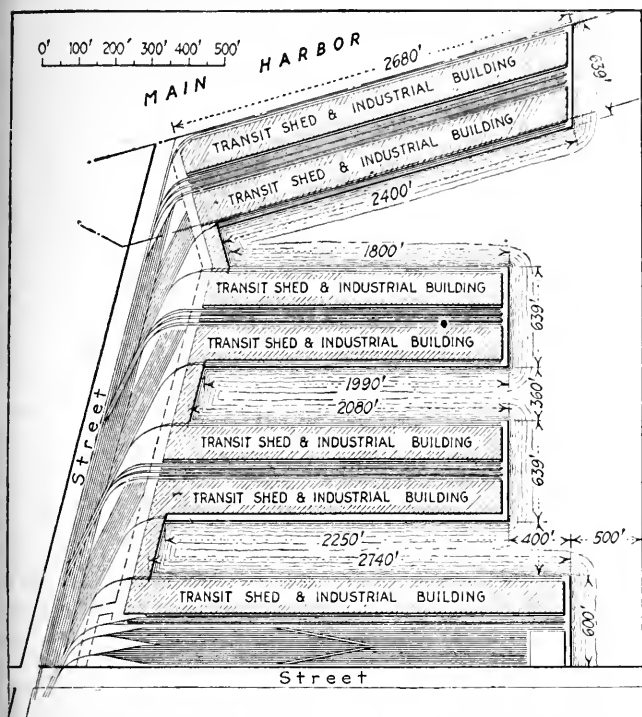 0' 100' 200' 300' 400' 500'
MAIN HARBOR
2680'
639'
TRANSIT SHED & INDUSTRIAL BUILDING
TRANSIT SHED & INDUSTRIAL BUILDING
2400'
1800'
TRANSIT SHED & INDUSTRIAL BUILDING
639'
TRANSIT SHED & INDUSTRIAL BUILDING
1990'
360'
2080'
Street
TRANSIT SHED & INDUSTRIAL BUILDING
639'
TRANSIT SHED & INDUSTRIAL BUILDING
2250'
400'
500'
2740'
TRANSIT SHED & INDUSTRIAL BUILDING
600'
Street